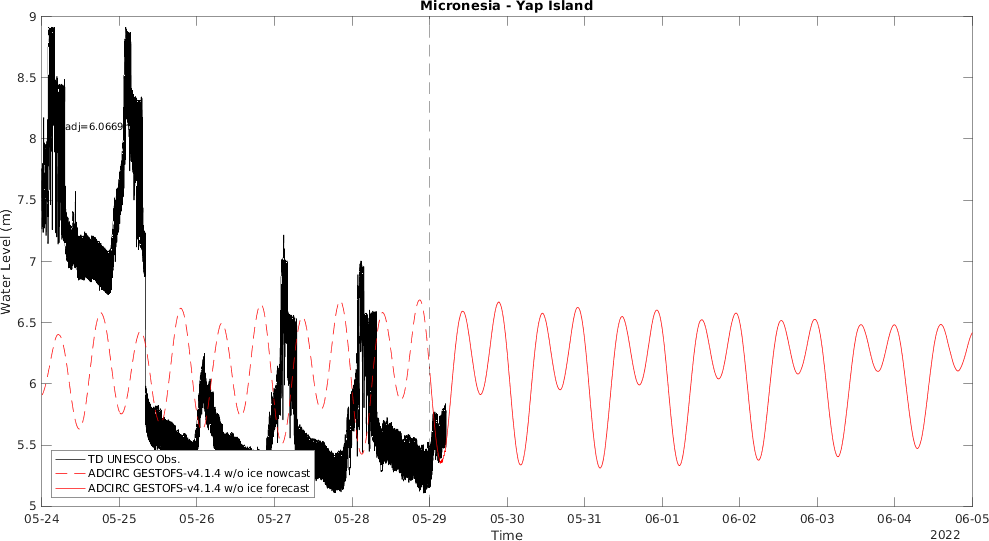 Micronesia - Yap Island
9
8.5
8
7.5
7
6.5
6
5.5
5
Water Level (m)
adj=6.0669
TD UNESCO Obs.
ADCIRC GESTOFS-v4.1.4 w/o ice nowcast
ADCIRC GESTOFS-v4.1.4 w/o ice forecast
05-24 05-25 05-26 05-27 05-28 05-29 05-30 05-31 06-01 06-02 06-03 06-04 06-05
Time
2022